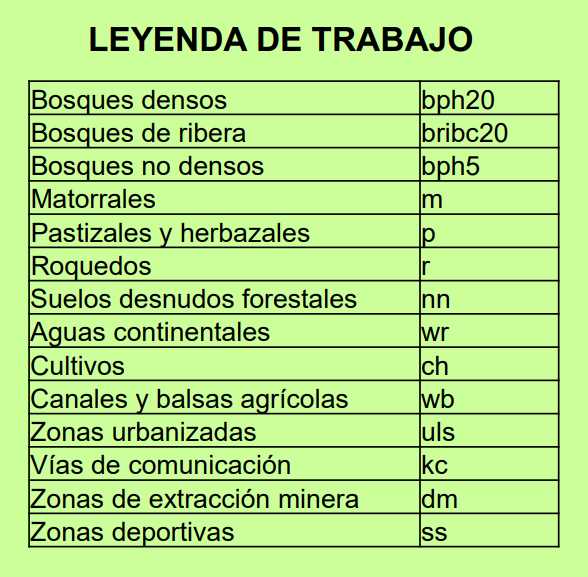 LEYENDA DE TRABAJO
Bosques densos bph20
Bosques de ribera bribc20
Bosques no densos bph5
Matorrales m
Pastizales y herbazales p
Roquedos r
Suelos desnudos forestales nn
Aguas continentales wr
Cultivos ch
Canales y balsas agrícolas wb
Zonas urbanizadas uls
Vías de comunicación kc
Zonas de extracción minera dm
Zonas deportivas ss